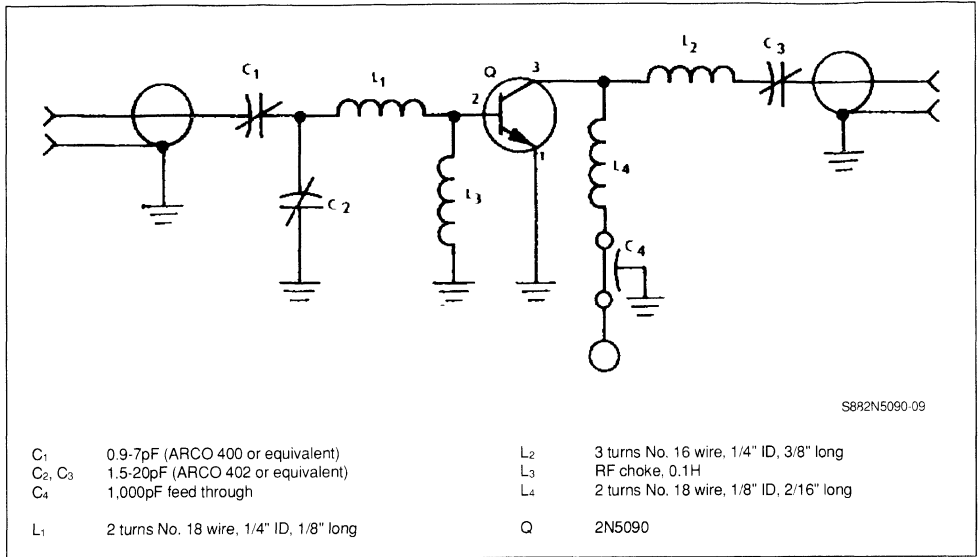 C1
L1
Q
2
3
1
L2
C3
C2
L3
L4
C4
S882N5090-09
C1 0.9-7pF (ARCO 400 or equivalent)
C2, C3 1.5-20pF (ARCO 402 or equivalent)
C4 1,000pF feed through
L1 2 turns No. 18 wire, 1/4" ID, 1/8" long
L2 3 turns No. 16 wire, 1/4" ID, 3/8" long
L3 RF choke, 0.1H
L4 2 turns No. 18 wire, 1/8" ID, 2/16" long
Q 2N5090